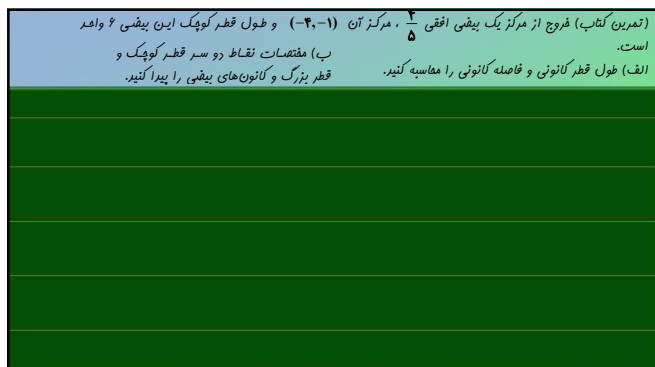 (تمرین کتاب) خروج از مرکز یک بیضی افقی ۴/۵ ، مرکز آن (−۴,−۱) و طول قطر کوچک این بیضی ۶ واحد
است.
الف) طول قطر کانونی و فاصله کانونی را محاسبه کنید.
ب) مختصات نقاط دو سر قطر کوچک و
قطر بزرگ و کانون‌های بیضی را پیدا کنید.